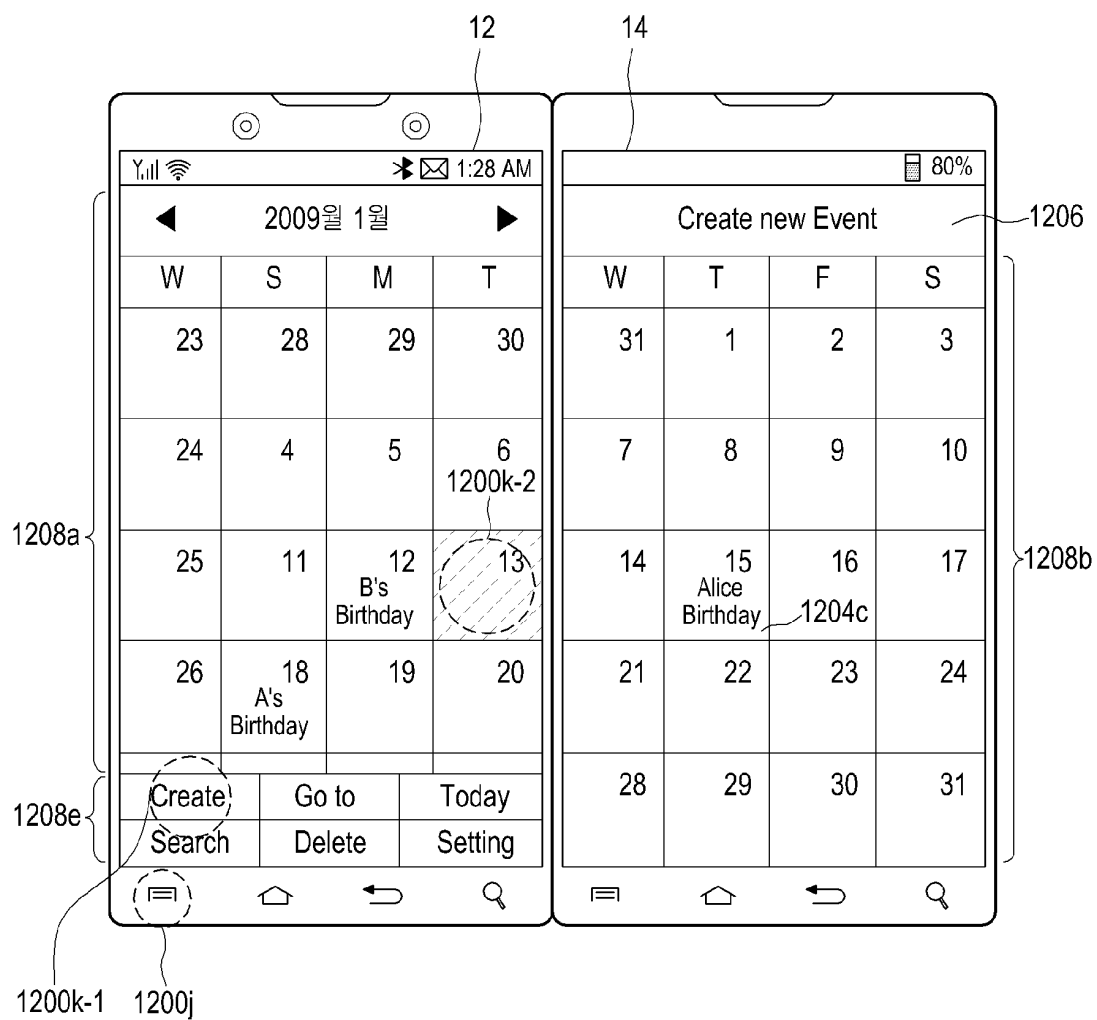 12 14
1:28 AM 80%
2009월 1월 Create new Event 1206
W S M T W T F S
23 28 29 30 31 1 2 3
24 4 5 6 7 8 9 10
1200k-2
1208a
25 11 12 13 14 15 16 17
B's Alice
Birthday Birthday 1204c
1208b
26 18 19 20 21 22 23 24
A's
Birthday
28 29 30 31
Create Go to Today
1208e
Search Delete Setting
1200k-1 1200j